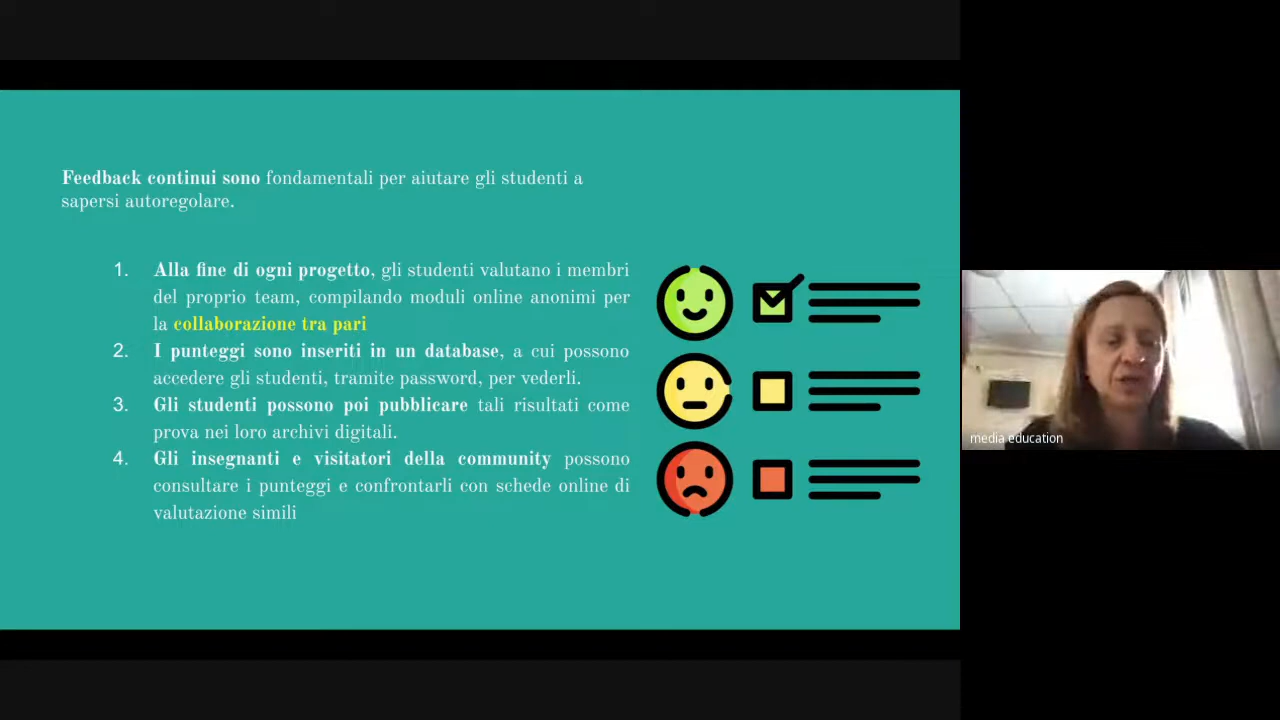 Feedback continui sono fondamentali per aiutare gli studenti a
sapersi autoregolare.
1. Alla fine di ogni progetto, gli studenti valutano i membri
del proprio team, compilando moduli online anonimi per
la collaborazione tra pari
2. I punteggi sono inseriti in un database, a cui possono
accedere gli studenti, tramite password, per vederli.
3. Gli studenti possono poi pubblicare tali risultati come
prova nei loro archivi digitali.
4. Gli insegnanti e visitatori della community possono
consultare i punteggi e confrontarli con schede online di
valutazione simili
media education